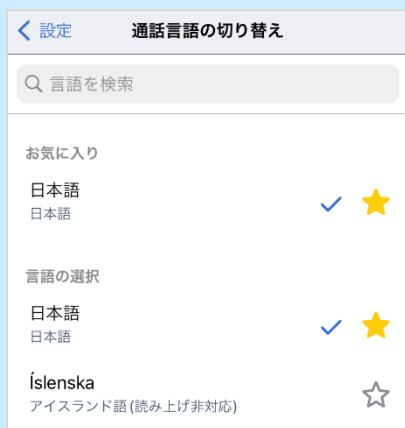 設定
通話言語の切り替え
言語を検索
お気に入り
日本語
日本語
言語の選択
日本語
日本語
Íslenska
アイスランド語(読み上げ非対応)